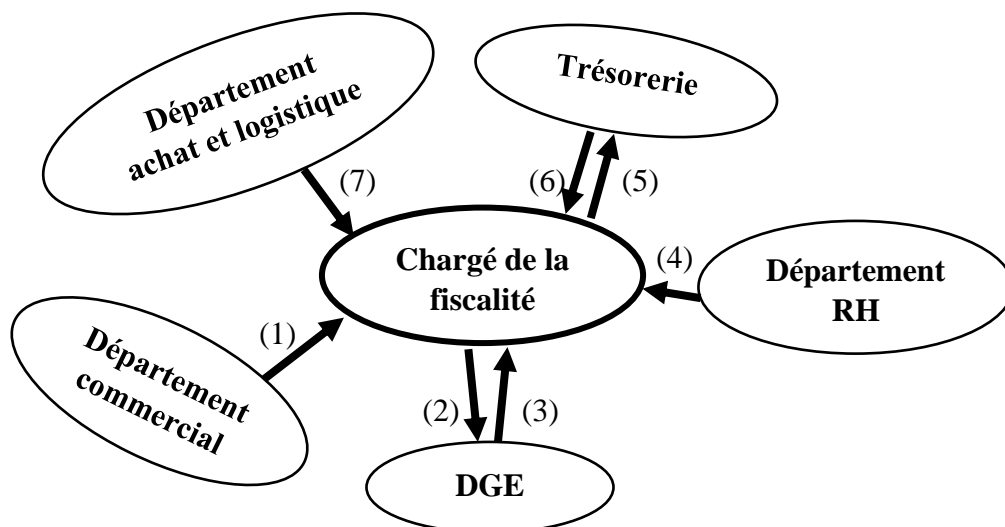 Département
achat et logistique
Trésorerie
(7)
(6)
(5)
Chargé de la
fiscalité
(4)
Département
RH
Département
commercial
(1)
(2)
(3)
DGE